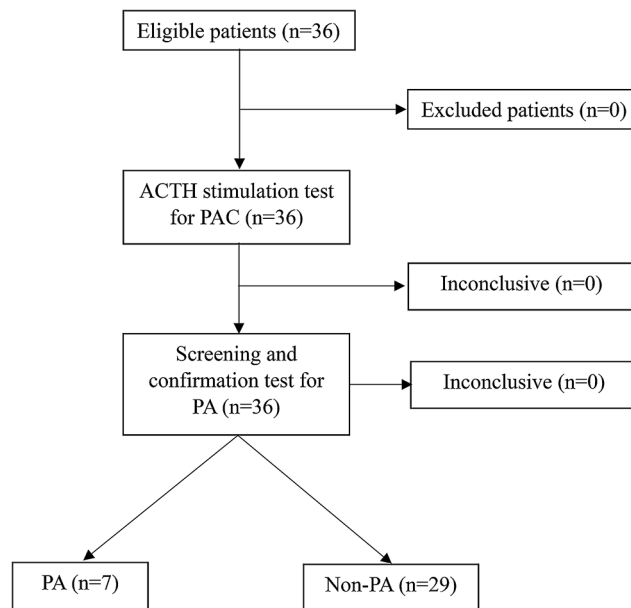 Eligible patients (n=36)
Excluded patients (n=0)
ACTH stimulation test
for PAC (n=36)
Inconclusive (n=0)
Screening and
confirmation test for
PA (n=36)
Inconclusive (n=0)
PA (n=7)
Non-PA (n=29)